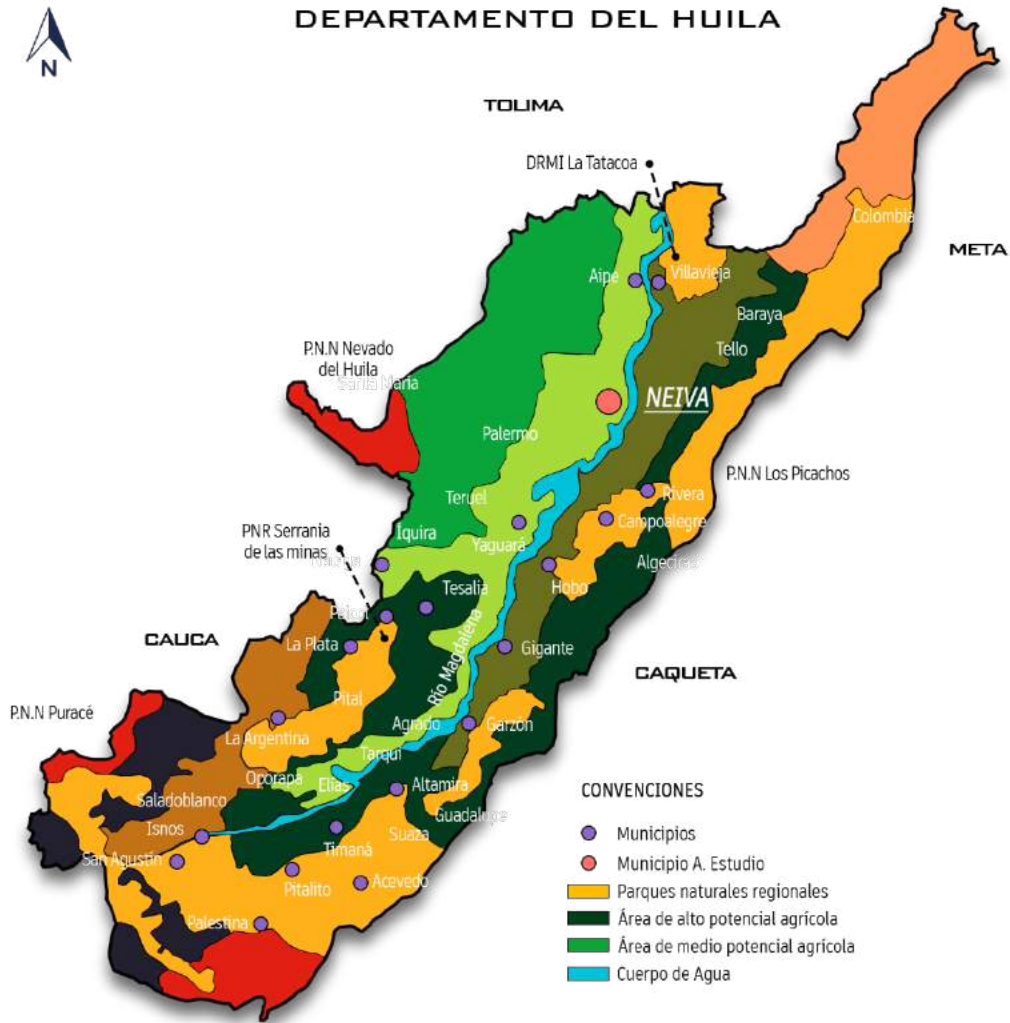 DEPARTAMENTO DEL HUILA
N
TOLIMA
DRMI La Tatacoa
Colombia
META
Aipe
Villavieja
Baraya
P.N.N Nevado
del Huila
Santa María
Tello
NEIVA
Palermo
P.N.N Los Picachos
Teruel
Rivera
PNR Serrania
de las minas
Íquira
Campoalegre
Yaguará
Algeciras
Hobo
Tesalia
CAUCA
La Plata
Gigante
Río Magdalena
CAQUETA
Pital
P.N.N Puracé
La Argentina
Agrado
Garzón
Tarqui
Oporapa
Elías
Altamira
Saladoblanco
Guadalupe
Isnos
Suaza
Timaná
San Agustín
Pitalito
Acevedo
Palestina
CONVENCIONES
Municipios
Municipio A. Estudio
Parques naturales regionales
Área de alto potencial agrícola
Área de medio potencial agrícola
Cuerpo de Agua